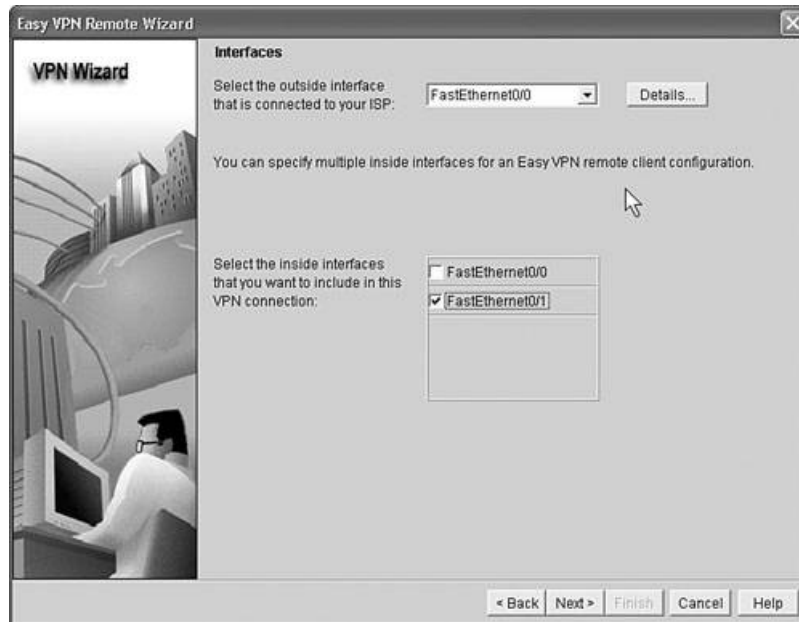 Easy VPN Remote Wizard
VPN Wizard
Interfaces
Select the outside interface
that is connected to your ISP:
FastEthernet0/0
Details...
You can specify multiple inside interfaces for an Easy VPN remote client configuration.
Select the inside interfaces
that you want to include in this
VPN connection:
FastEthernet0/0
FastEthernet0/1
< Back
Next >
Finish
Cancel
Help